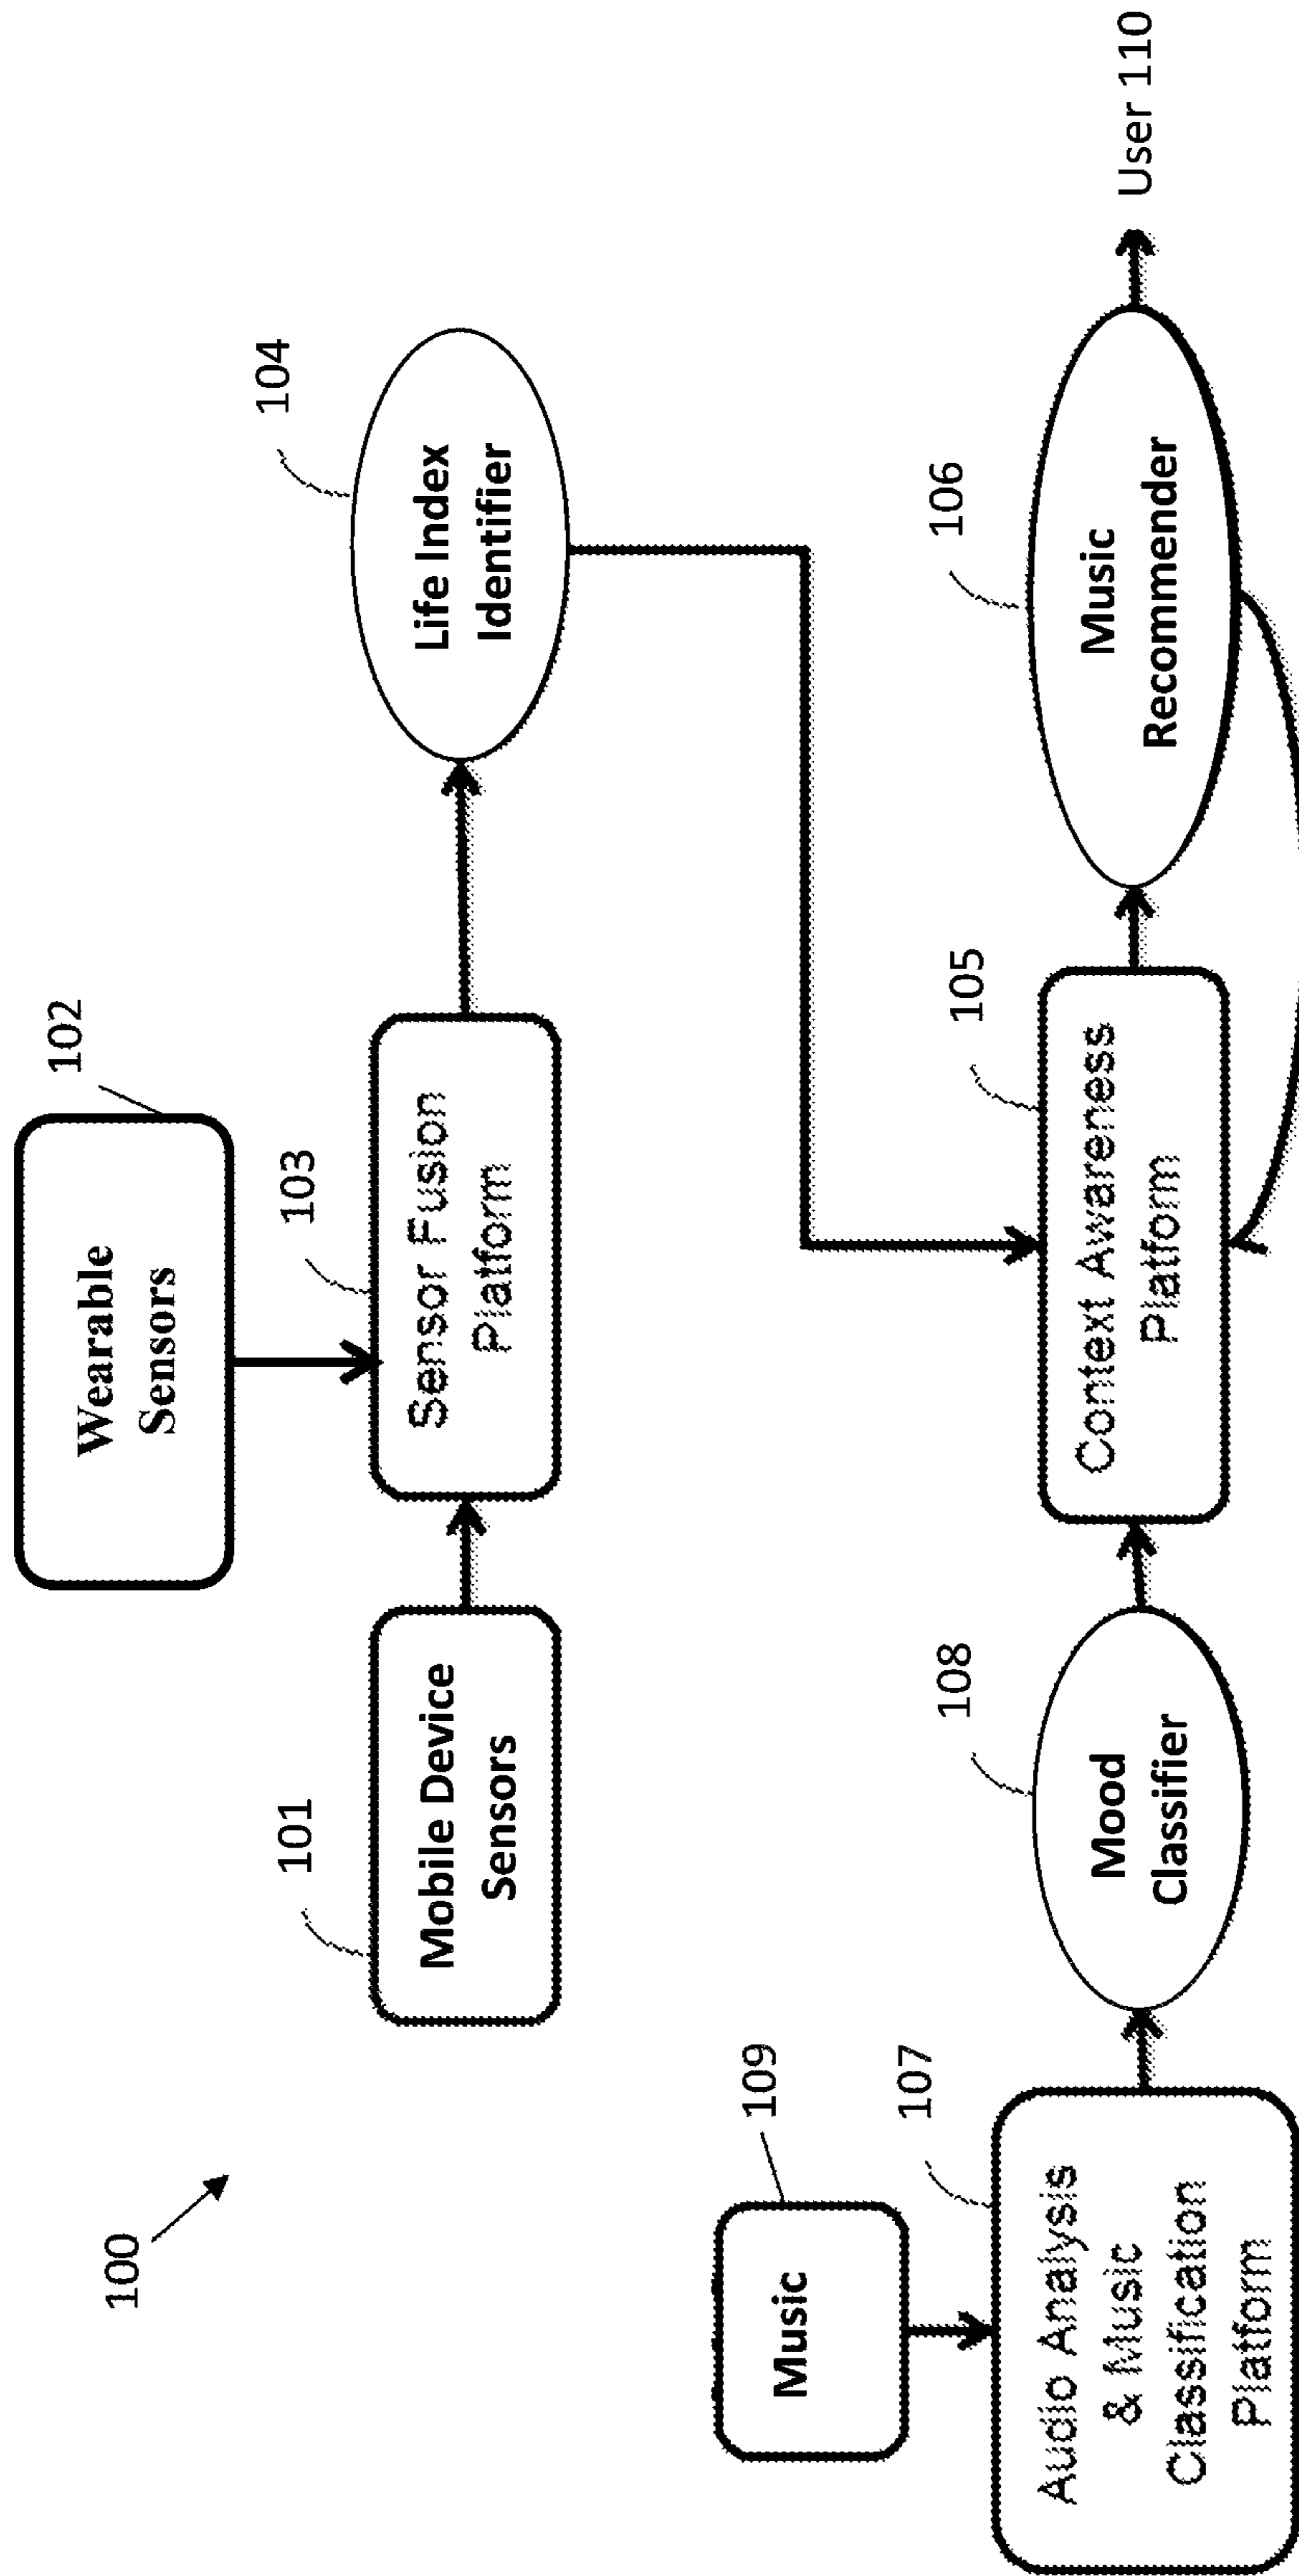 100
102
Wearable
Sensors
101
Mobile Device
Sensors
103
Sensor Fusion
Platform
104
Life Index
Identifier
109
Music
107
Audio Analysis
& Music
Classification
Platform
108
Mood
Classifier
105
Context Awareness
Platform
106
Music
Recommender
User 110